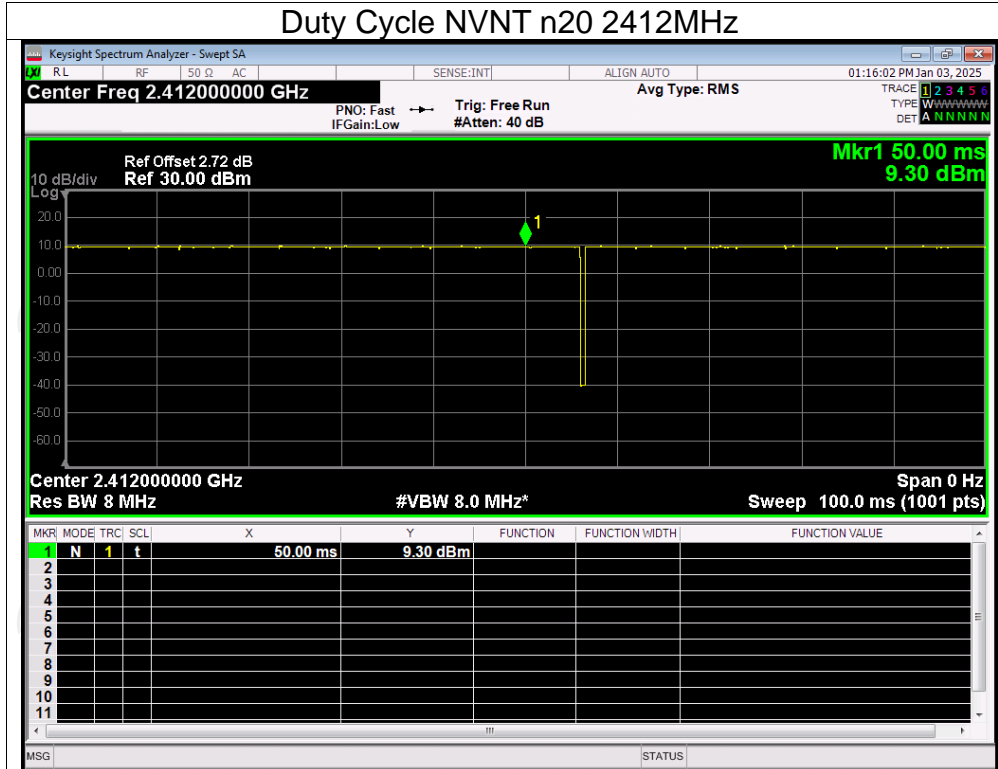 Duty Cycle NVNT n20 2412MHz
Keysight Spectrum Analyzer - Swept SA
LXI RL RF 50 Ω AC SENSE:INT ALIGN AUTO 01:16:02 PM Jan 03, 2025
Center Freq 2.412000000 GHz Avg Type: RMS TRACE 1 2 3 4 5 6
PNO: Fast Trig: Free Run TYPE WWWWWW
IFGain:Low #Atten: 40 dB DET A N N N N N
Mkr1 50.00 ms
Ref Offset 2.72 dB
10 dB/div Ref 30.00 dBm 9.30 dBm
Log
1
20.0
10.0
0.00
-10.0
-20.0
-30.0
-40.0
-50.0
-60.0
Center 2.412000000 GHz Span 0 Hz
Res BW 8 MHz #VBW 8.0 MHz* Sweep 100.0 ms (1001 pts)
MKR MODE TRC SCL X Y FUNCTION FUNCTION WIDTH FUNCTION VALUE
1 N 1 t 50.00 ms 9.30 dBm
2
3
4
5
6
7
8
9
10
11
MSG STATUS